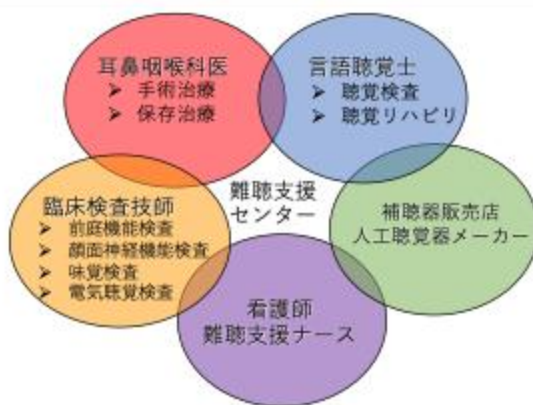 耳鼻咽喉科医
➢ 手術治療
➢ 保存治療
言語聴覚士
➢ 聴覚検査
➢ 聴覚リハビリ
難聴支援
センター
臨床検査技師
➢ 前庭機能検査
➢ 顔面神経機能検査
➢ 味覚検査
➢ 電気聴覚検査
補聴器販売店
人工聴覚器メーカー
看護師
難聴支援ナース